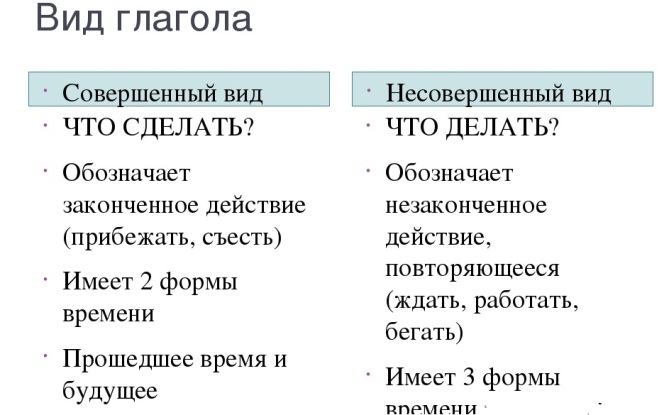 Вид глагола
Совершенный вид
ЧТО СДЕЛАТЬ?
Обозначает
законченное действие
(прибежать, съесть)
Имеет 2 формы
времени
Прошедшее время и
будущее
Несовершенный вид
ЧТО ДЕЛАТЬ?
Обозначает
незаконченное
действие,
повторяющееся
(ждать, работать,
бегать)
Имеет 3 формы
времени